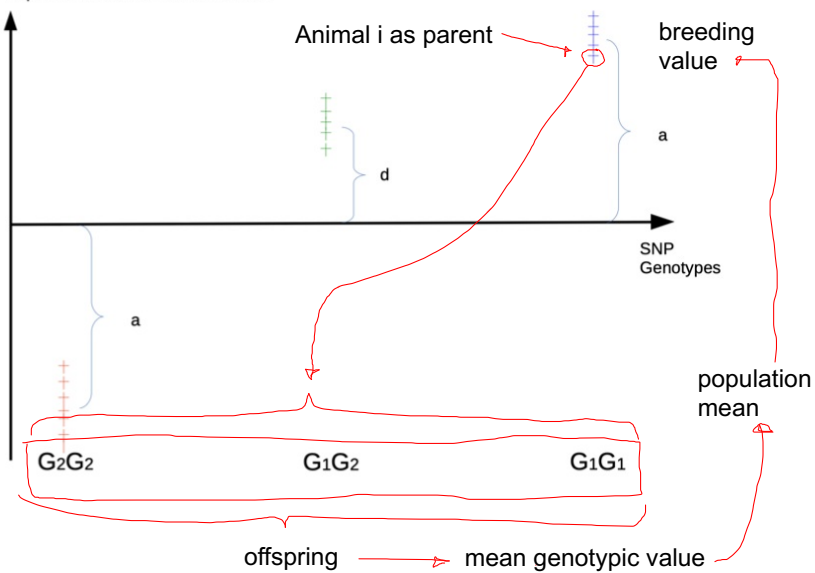 Animal i as parent
breeding
value
a
d
SNP
Genotypes
a
population
mean
G2G2
G1G2
G1G1
offspring
mean genotypic value